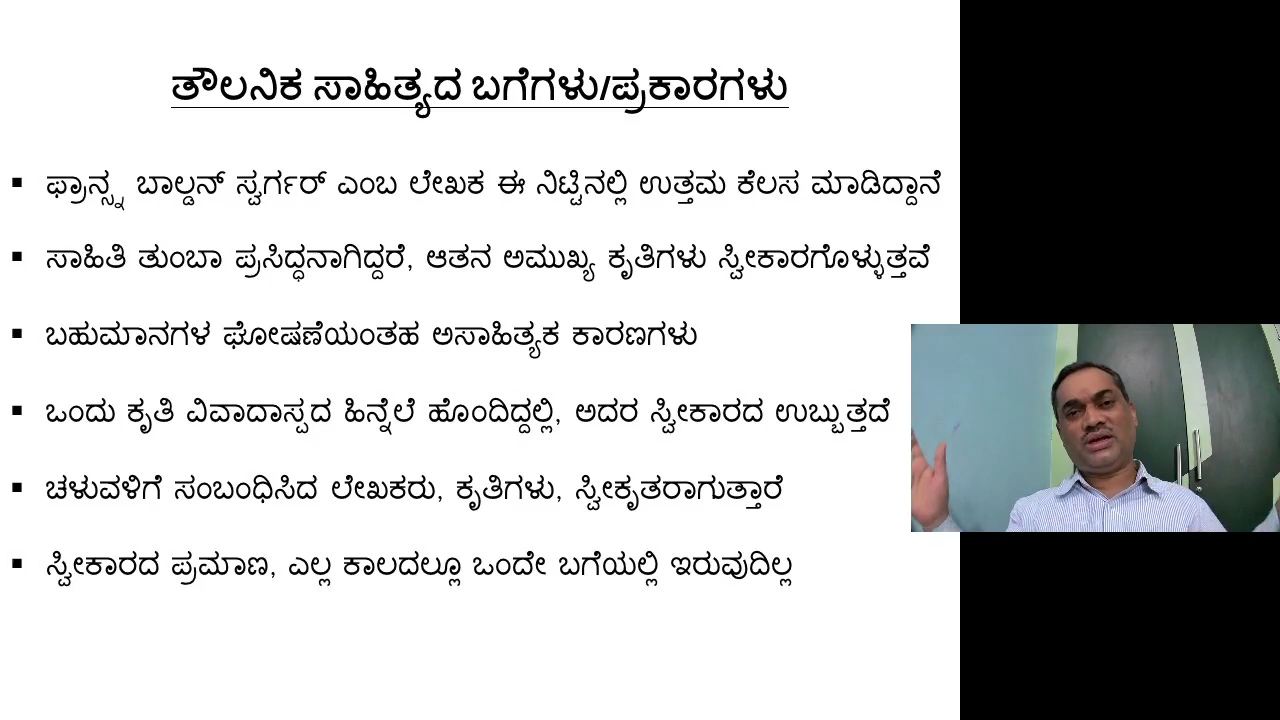 ತೌಲನಿಕ ಸಾಹಿತ್ಯದ ಬಗೆಗಳು/ಪ್ರಕಾರಗಳು
ಫ್ರಾನ್ಸ್ನ ಬಾಲ್ಡನ್ ಸ್ವರ್ಗರ್ ಎಂಬ ಲೇಖಕ ಈ ನಿಟ್ಟಿನಲ್ಲಿ ಉತ್ತಮ ಕೆಲಸ ಮಾಡಿದ್ದಾನೆ
ಸಾಹಿತಿ ತುಂಬಾ ಪ್ರಸಿದ್ಧನಾಗಿದ್ದರೆ, ಆತನ ಅಮುಖ್ಯ ಕೃತಿಗಳು ಸ್ವೀಕಾರಗೊಳ್ಳುತ್ತವೆ
ಬಹುಮಾನಗಳ ಘೋಷಣೆಯಂತಹ ಅಸಾಹಿತ್ಯಕ ಕಾರಣಗಳು
ಒಂದು ಕೃತಿ ವಿವಾದಾಸ್ಪದ ಹಿನ್ನೆಲೆ ಹೊಂದಿದ್ದಲ್ಲಿ, ಅದರ ಸ್ವೀಕಾರದ ಉಬ್ಬುತ್ತದೆ
ಚಳುವಳಿಗೆ ಸಂಬಂಧಿಸಿದ ಲೇಖಕರು, ಕೃತಿಗಳು, ಸ್ವೀಕೃತರಾಗುತ್ತಾರೆ
ಸ್ವೀಕಾರದ ಪ್ರಮಾಣ, ಎಲ್ಲ ಕಾಲದಲ್ಲೂ ಒಂದೇ ಬಗೆಯಲ್ಲಿ ಇರುವುದಿಲ್ಲ